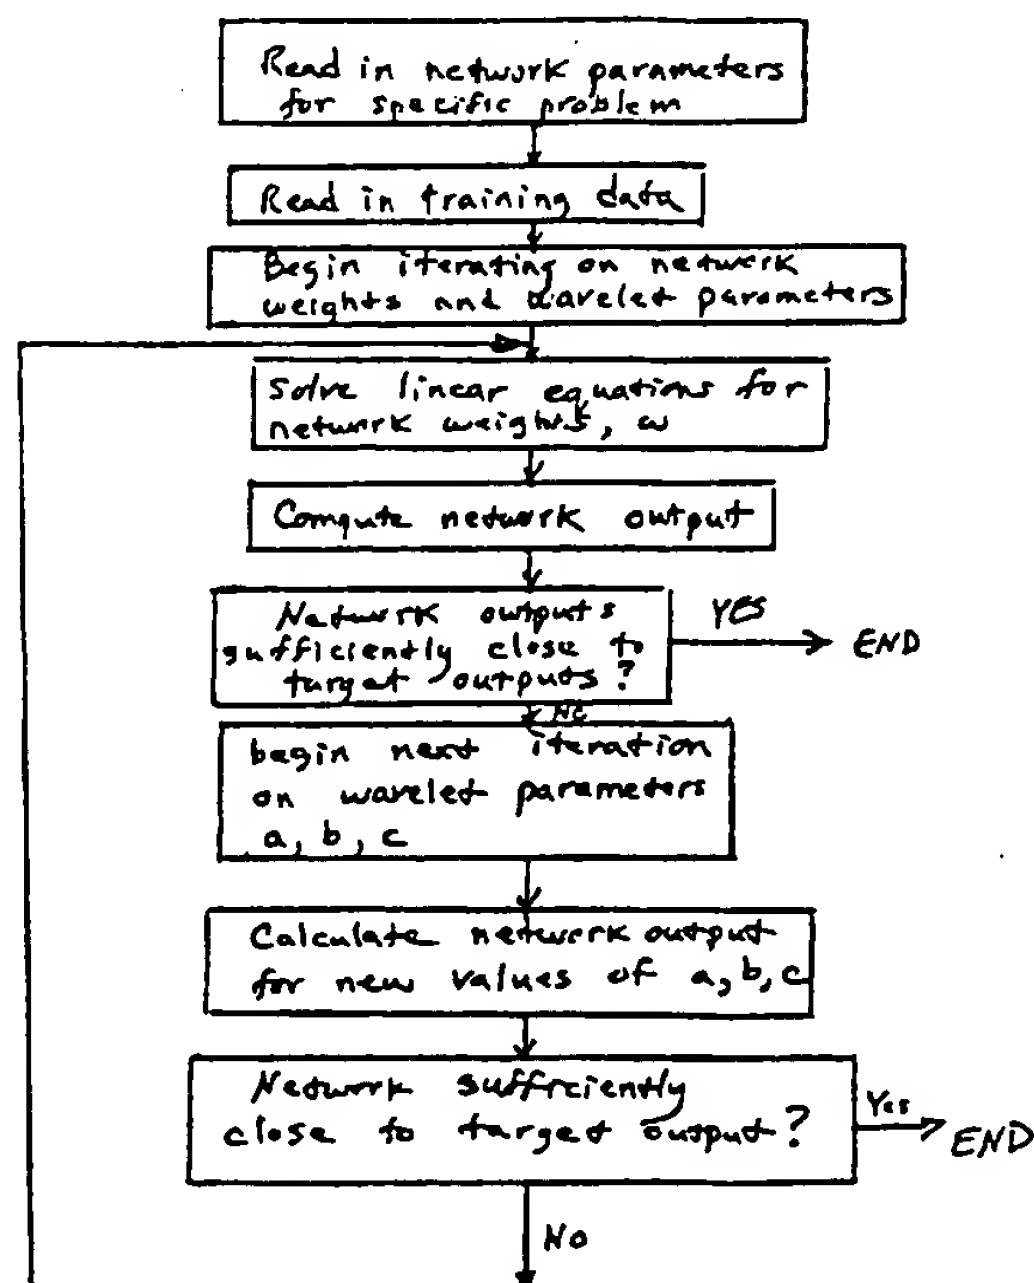 Read in network parameters
for specific problem
Read in training data
Begin iterating on network
weights and wavelet parameters
Solve linear equations for
network weights, w
Compute network output
Network outputs
sufficiently close to
target outputs?
YES
END
NO
begin next iteration
on wavelet parameters
a, b, c
Calculate network output
for new values of a, b, c
Network sufficiently
close to target output?
Yes
END
NO